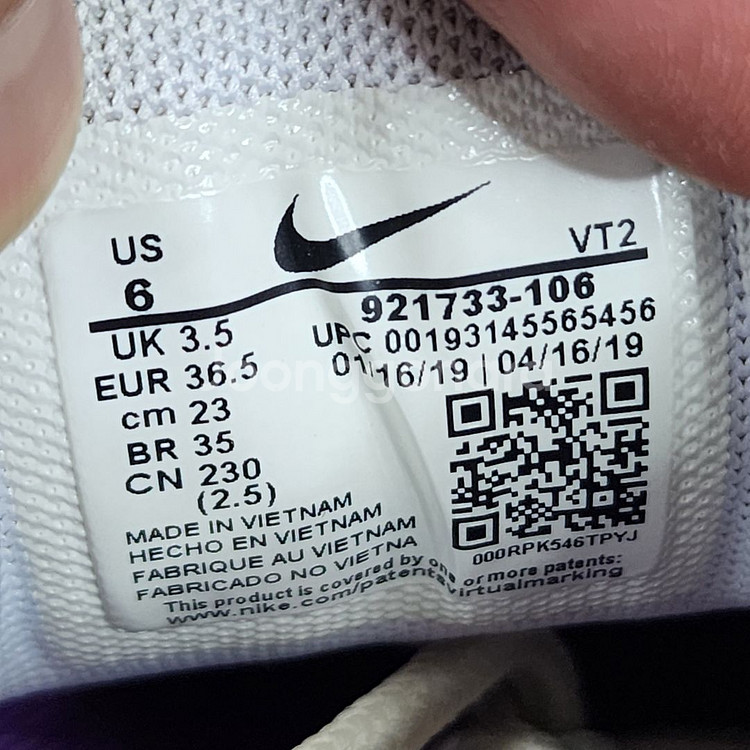 US
6
VT2
921733-106
UPC 00193145565456
01/16/19 04/16/19
UK 3.5
EUR 36.5
cm 23
BR 35
CN 230
(2.5)
000RPK546TPYJ
MADE IN VIETNAM
HECHO EN VIETNAM
FABRIQUE AU VIETNAM
FABRICADO NO VIETNA
This product is covered by one or more patents:
www.nike.com/patents virtualmarking